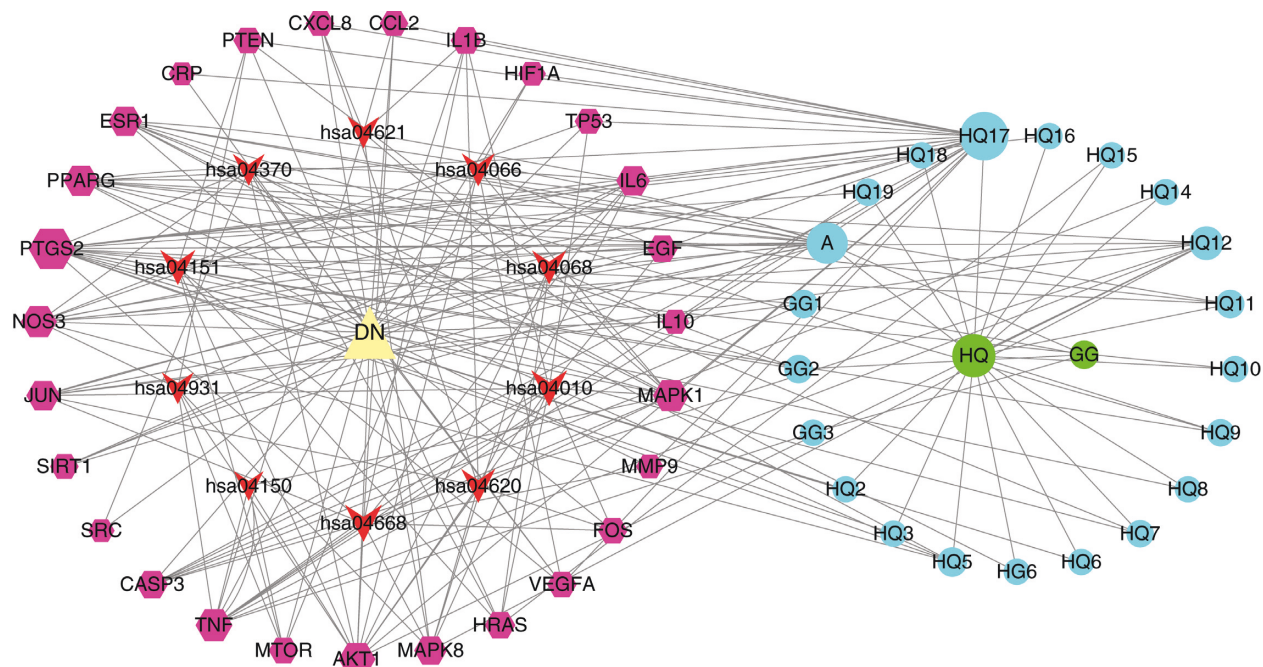 CXCL8
CCL2
PTEN
IL1B
CRP
HIF1A
ESR1
TP53
hsa04621
HQ17
HQ16
HQ18
HQ15
hsa04370
hsa04066
PPARG
IL6
HQ19
HQ14
PTGS2
EGF
A
HQ12
hsa04151
hsa04068
GG1
HQ11
NOS3
IL10
DN
HQ
GG
GG2
HQ10
JUN
hsa04931
hsa04010
MAPK1
GG3
HQ9
SIRT1
MMP9
hsa04150
hsa04620
HQ2
HQ8
SRC
hsa04668
FOS
HQ3
HQ7
CASP3
VEGFA
HQ5
HG6
HQ6
TNF
HRAS
MTOR
AKT1
MAPK8